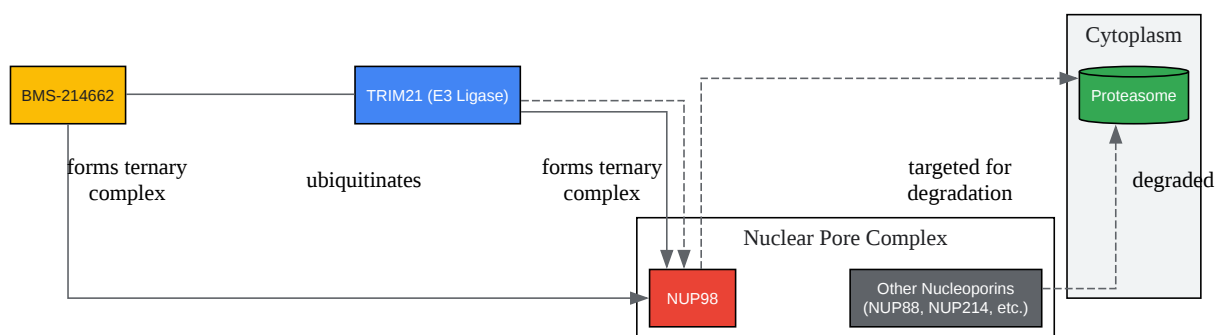 Cytoplasm
BMS-214662
TRIM21 (E3 Ligase)
Proteasome
forms ternary
complex
ubiquitinates
forms ternary
complex
targeted for
degradation
degraded
Nuclear Pore Complex
NUP98
Other Nucleoporins
(NUP88, NUP214, etc.)